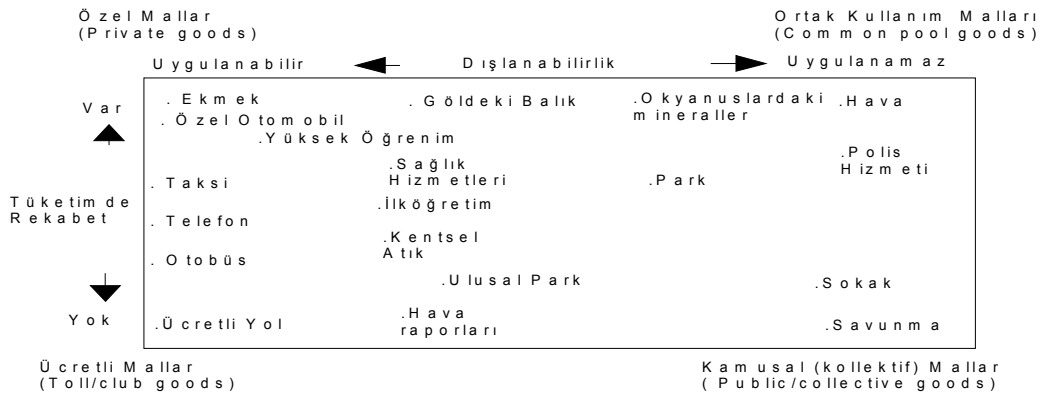 Özel Mallar
(Private goods)
Ortak Kullanım Malları
(Common pool goods)
Uygulanabilir
Dışlanabilirlik
Uygulanamaz
Var
Tüketimde
Rekabet
Yok
. Ekmek
. Göldeki Balık
.Okyanuslardaki
mineraller
.Hava
. Özel Otomobil
.Yüksek Öğrenim
.Polis
Hizmeti
.Sağlık
Hizmetleri
. Taksi
.Park
.İlköğretim
. Telefon
.Kentsel
Atık
. Otobüs
.Ulusal Park
.Sokak
.Hava
raporları
.Ücretli Yol
.Savunma
Ücretli Mallar
(Toll/club goods)
Kamusal (kollektif) Mallar
( Public/collective goods)